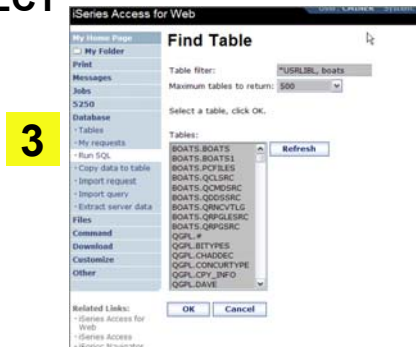 ECT
iSeries Access for Web
My Home Page
My Folder
Print
Messages
Jobs
5250
Database
· Tables
· My requests
· Run SQL
· Copy data to table
· Import request
· Import query
· Extract server data
Files
Command
Download
Customize
Other
Related Links:
· iSeries Access for
Web
· iSeries Access
· iSeries Navigator
3
Find Table
Table filter: *USRLIBL, boats
Maximum tables to return: 500
Select a table, click OK.
Tables:
BOATS.BOATS
BOATS.BOATS1
BOATS.PCFILES
BOATS.QCLSRC
BOATS.QCMDSRC
BOATS.QDDSSRC
BOATS.QRNCVTLG
BOATS.QRPGLESRC
BOATS.QRPGSRC
QGPL.#
QGPL.BITYPES
QGPL.CHADDEC
QGPL.CONCURTYPE
QGPL.CPY_INFO
QGPL.DAVE
Refresh
OK Cancel